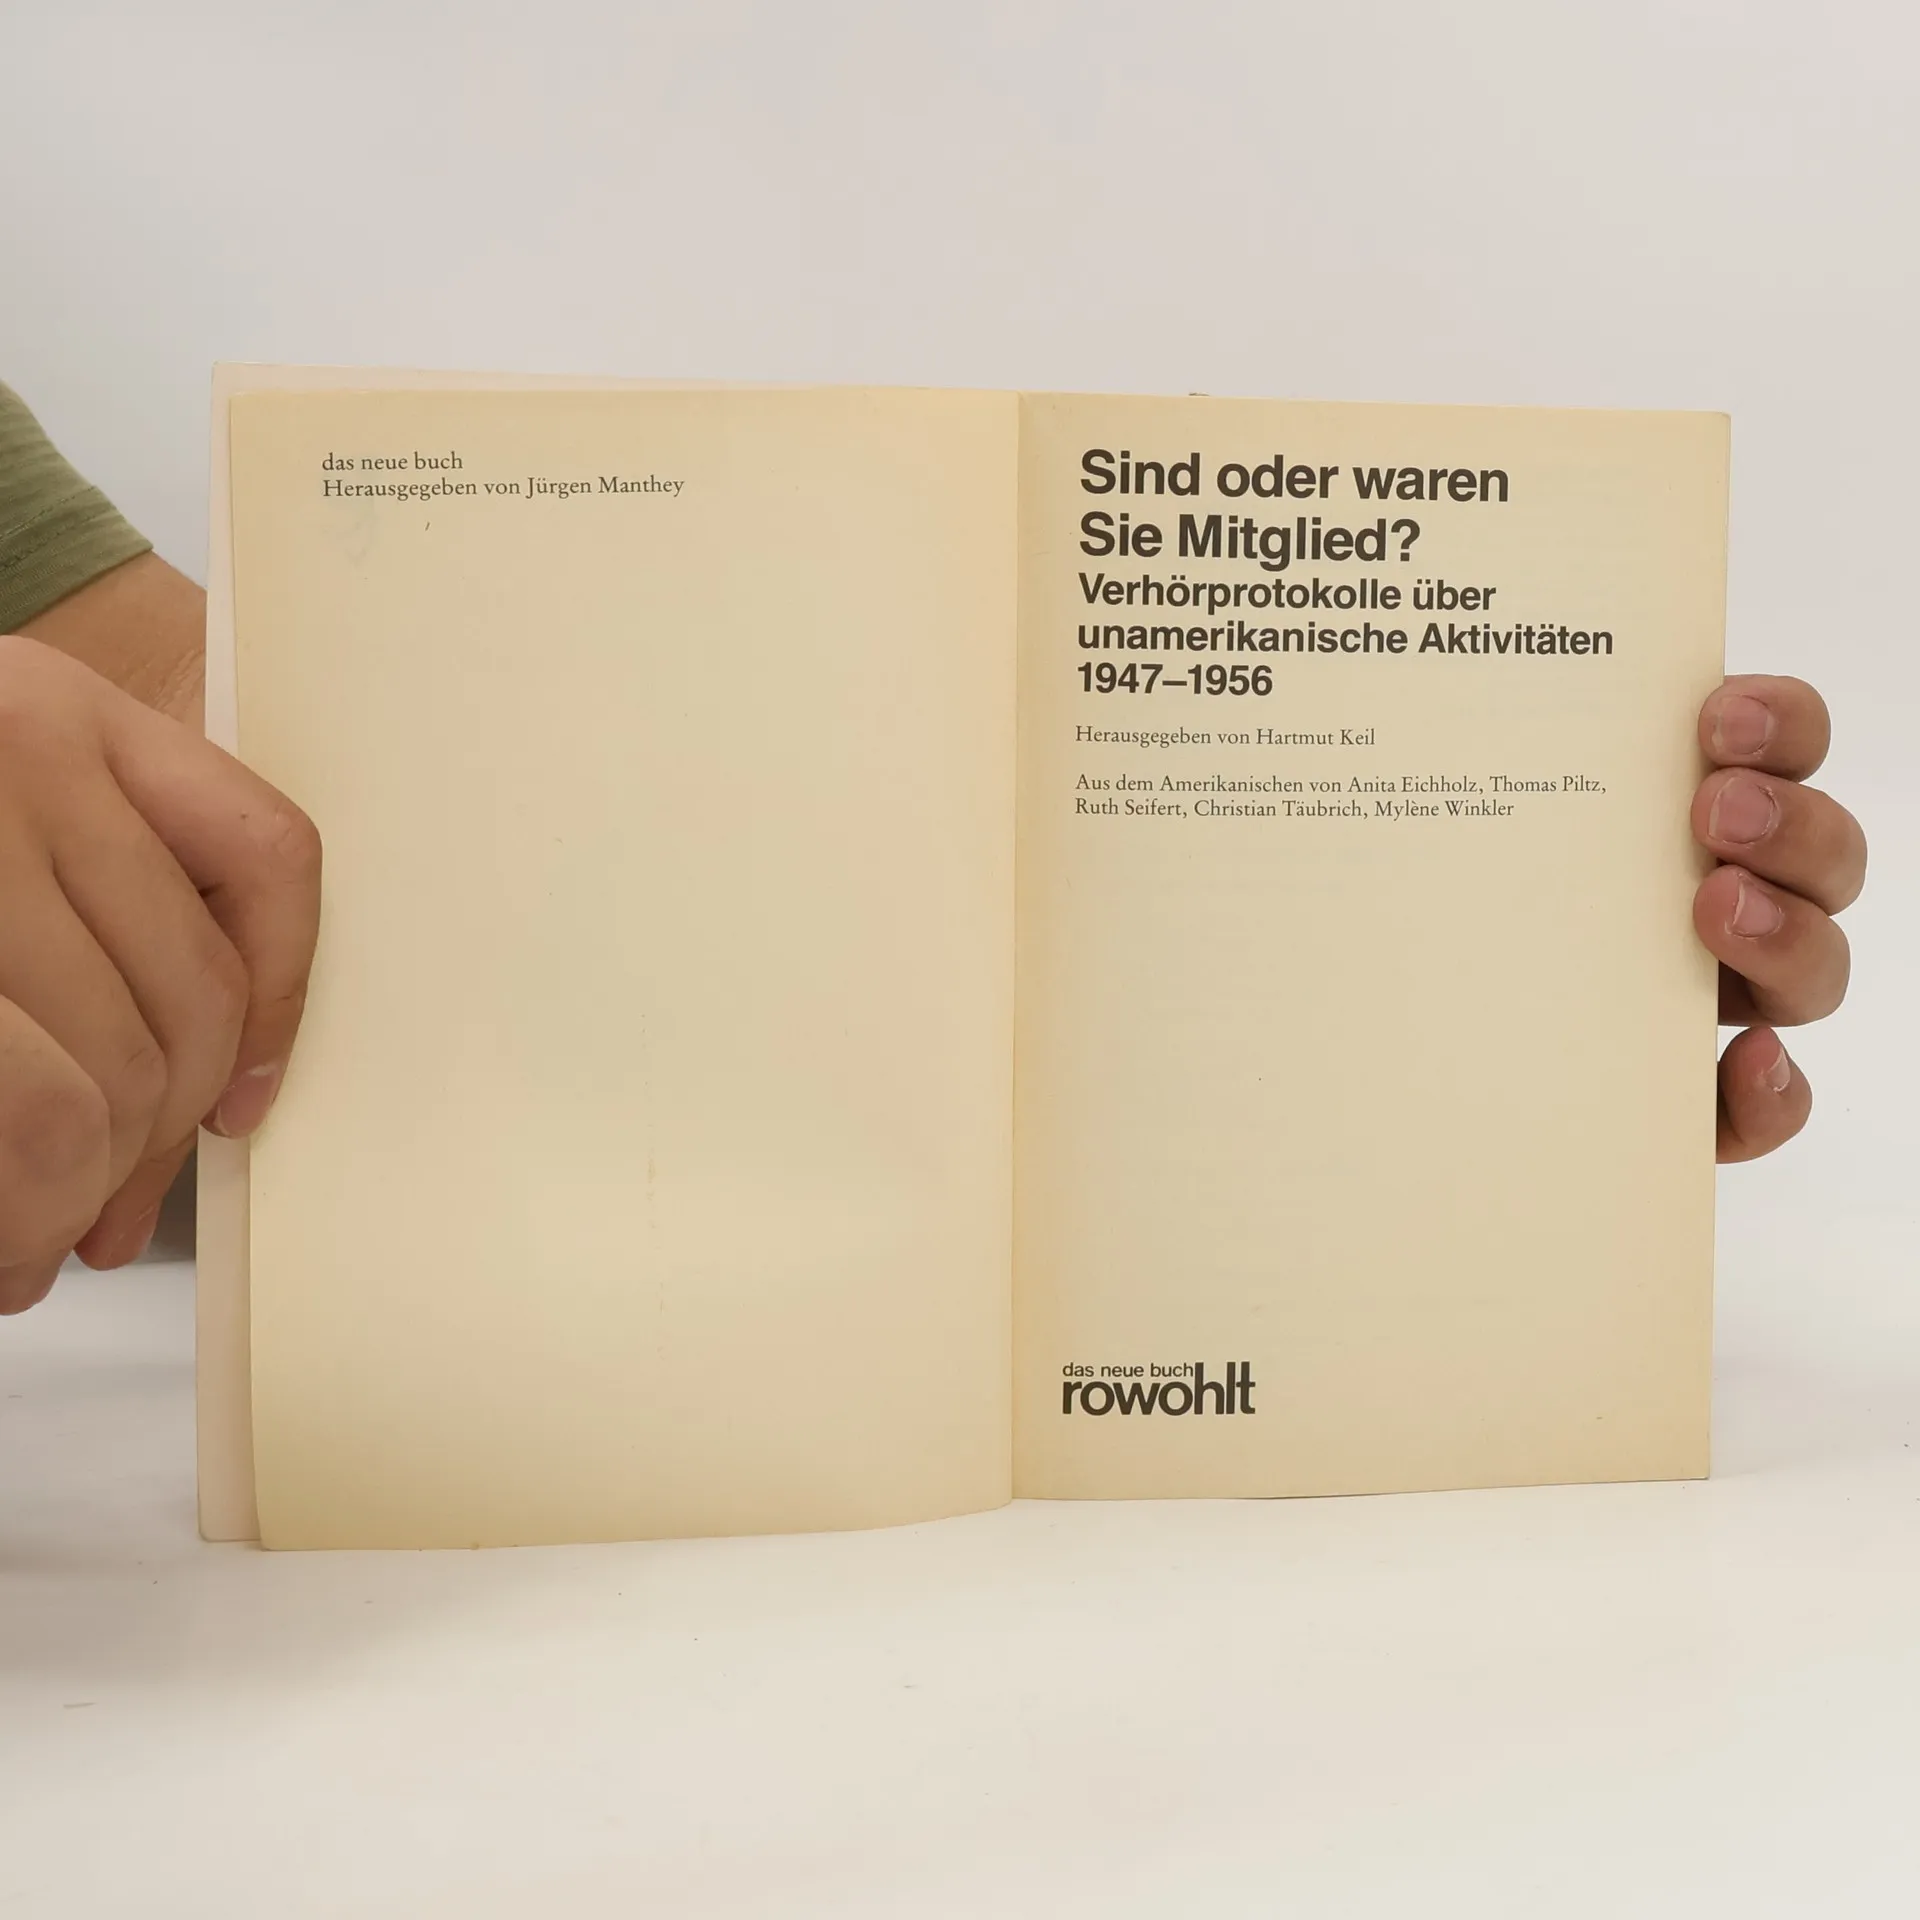 das neue buch
Herausgegeben von Jürgen Manthey
Sind oder waren
Sie Mitglied?
Verhörprotokolle über
unamerikanische Aktivitäten
1947–1956
Herausgegeben von Hartmut Keil
Aus dem Amerikanischen von Anita Eichholz, Thomas Piltz,
Ruth Seifert, Christian Täubrich, Mylène Winkler
das neue buch
rowohlt